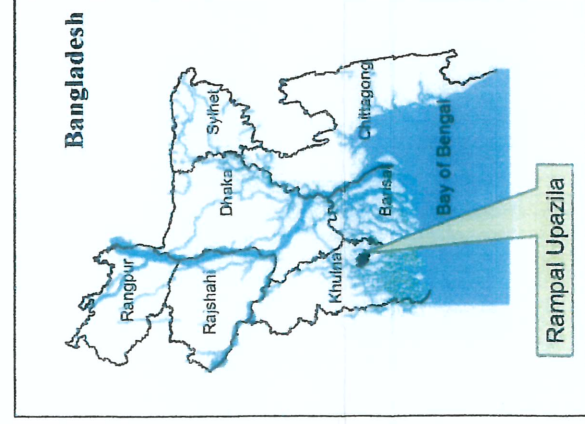 Bangladesh
Rangpur
Sylhet
Rajshahi
Dhaka
Khulna
Barisal
Chittagong
Bay of Bengal
Rampal Upazila